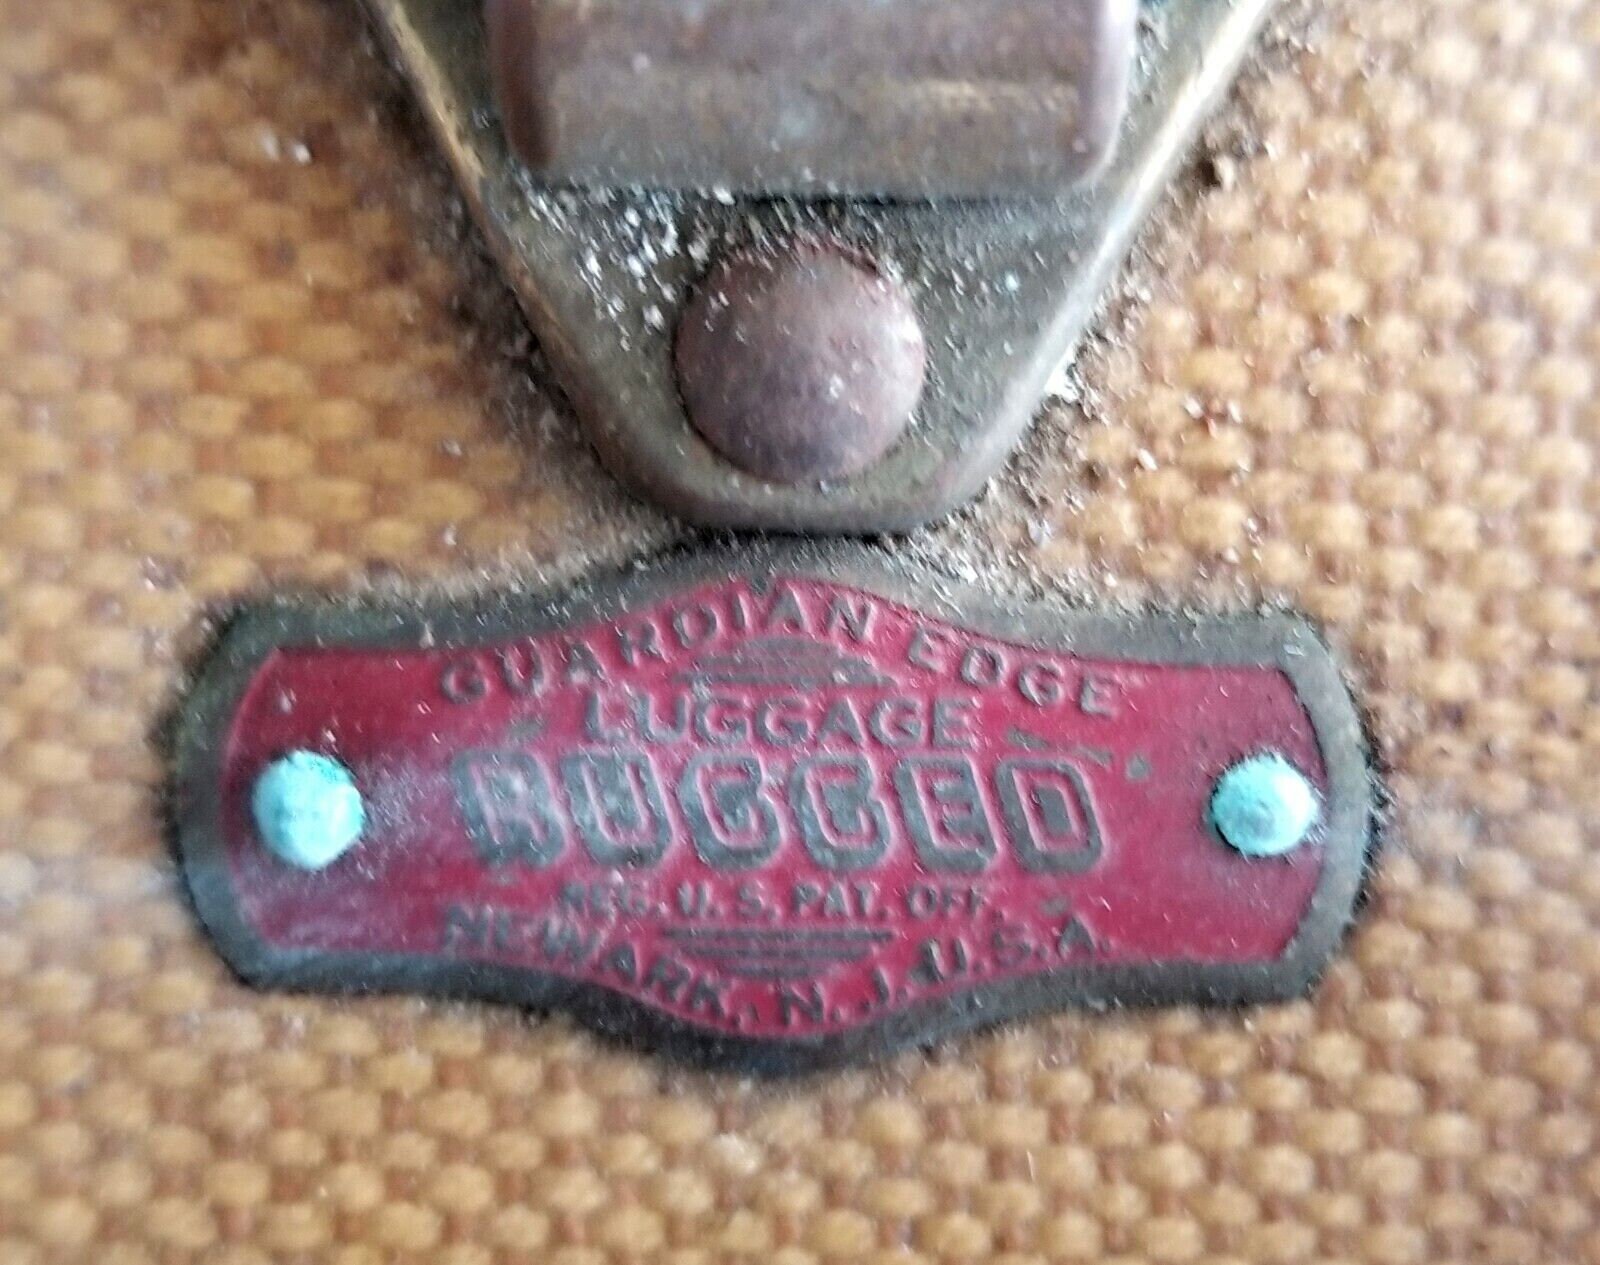 GUARDIAN EDGE
LUGGAGE
RUGGED
REG. U. S. PAT. OFF.
NEWARK, N. J. U.S.A.